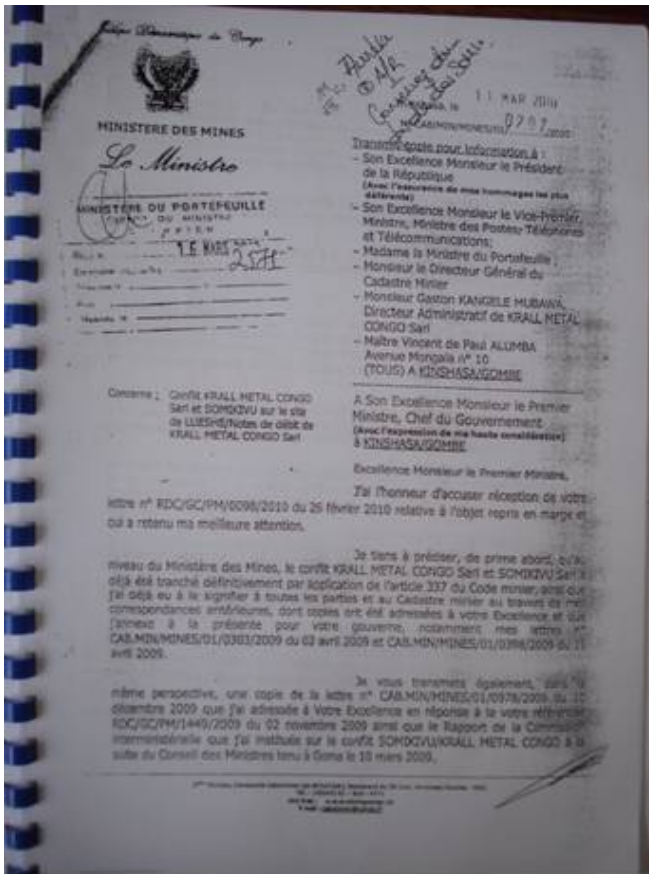 République Démocratique du Congo
MINISTERE DES MINES
Le Ministre
MINISTERE DU PORTEFEUILLE
2571
11 MAR 2010
Transmis copie pour information à :
- Son Excellence Monsieur le Président
de la République
(Avec l'assurance de mes hommages les plus
déférents)
- Son Excellence Monsieur le Vice-Premier
Ministre, Ministre des Postes, Téléphones
et Télécommunications;
- Madame la Ministre du Portefeuille ;
- Monsieur le Directeur Général du
Cadastre Minier
- Monsieur Gaston KANGELE MUBAWA,
Directeur Administratif de KRALL METAL
CONGO Sarl
- Maître Vincent de Paul ALUMBA
Avenue Mongala n° 10
(TOUS) A KINSHASA/GOMBE
Concerne : Conflit KRALL METAL CONGO
Sarl et SOMIKIVU sur le site
de LUESHE/Notes de débit de
KRALL METAL CONGO Sarl
A Son Excellence Monsieur le Premier
Ministre, Chef du Gouvernement
(Avec l'expression de ma haute considération)
à KINSHASA/GOMBE
Excellence Monsieur le Premier Ministre,
J'ai l'honneur d'accuser réception de votre
lettre n° RDC/GC/PM/0098/2010 du 26 février 2010 relative à l'objet repris en marge et
qui a retenu ma meilleure attention.
Je tiens à préciser, de prime abord, qu'au
niveau du Ministère des Mines, le conflit KRALL METAL CONGO Sarl et SOMIKIVU Sarl a
déjà été tranché définitivement par application de l'article 337 du Code minier, ainsi que
j'ai déjà eu à le signifier à toutes les parties et au Cadastre minier au travers de mes
correspondances antérieures, dont copies ont été adressées à votre Excellence et que
j'annexe à la présente pour votre gouverne, notamment mes lettres n°
CAB.MIN/MINES/01/0303/2009 du 02 avril 2009 et CAB.MIN/MINES/01/0398/2009 du
avril 2009.
Je vous transmets également, dans la
même perspective, une copie de la lettre n° CAB.MIN/MINES/01/0978/2009 du
décembre 2009 que j'ai adressée à Votre Excellence en réponse à la votre référencée
RDC/GC/PM/1449/2009 du 02 novembre 2009 ainsi que le Rapport de la Commission
interministérielle que j'ai instituée sur le conflit SOMIKIVU/KRALL METAL CONGO à la
suite du Conseil des Ministres tenu à Goma le 10 mars 2009.